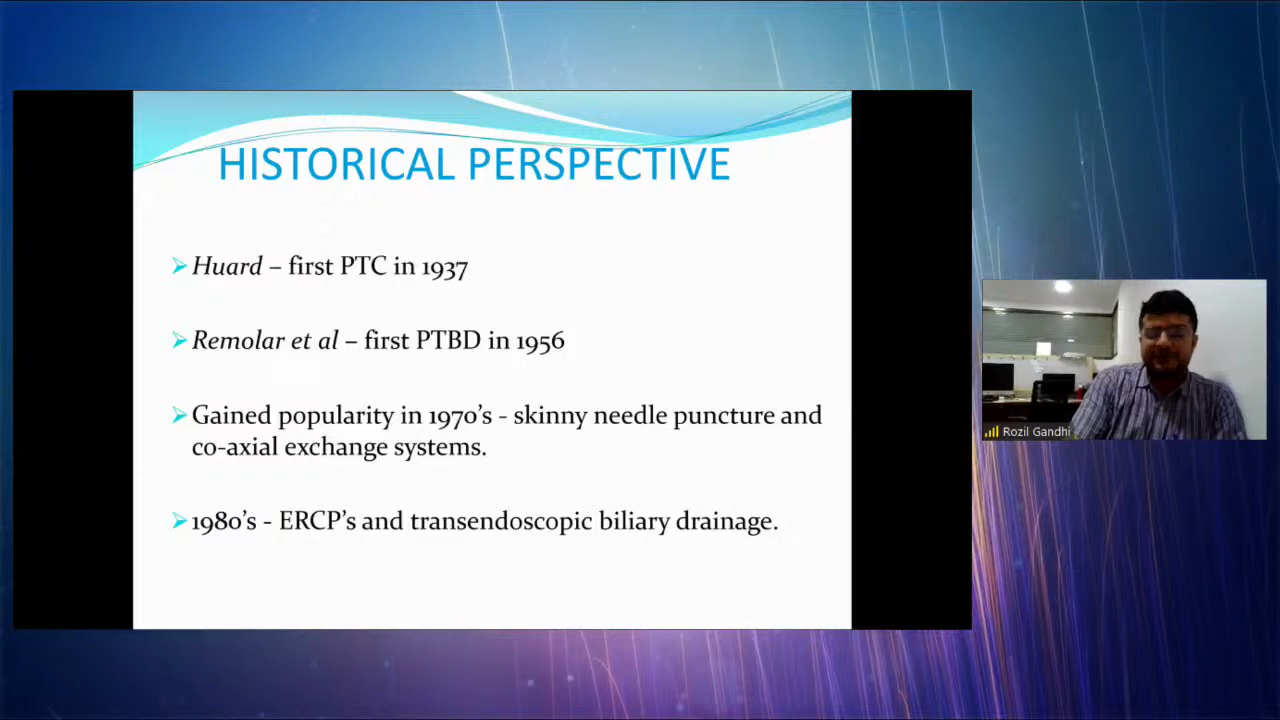 HISTORICAL PERSPECTIVE
Huard – first PTC in 1937
Remolar et al – first PTBD in 1956
Gained popularity in 1970’s - skinny needle puncture and
co-axial exchange systems.
1980’s - ERCP’s and transendoscopic biliary drainage.
Rozil Gandhi